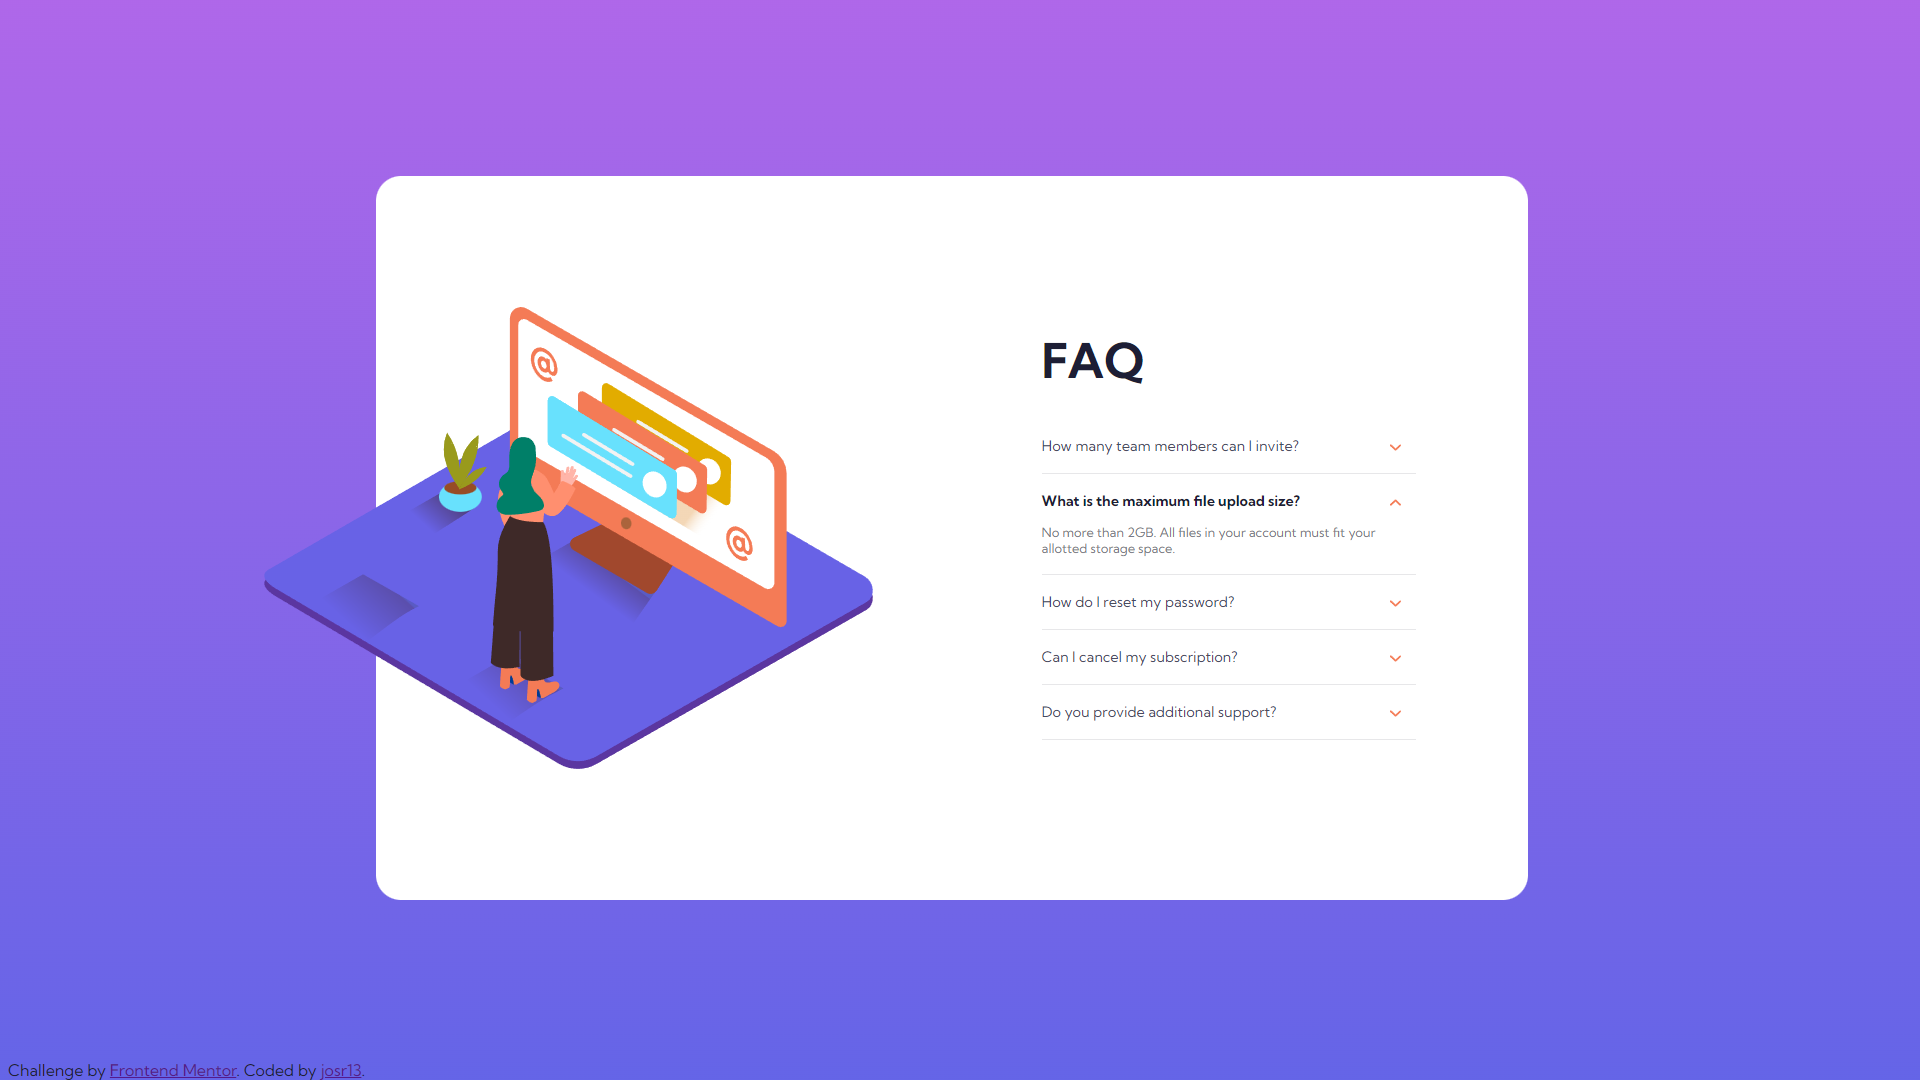 @
@
FAQ
How many team members can I invite?
What is the maximum file upload size?
No more than 2GB. All files in your account must fit your
allotted storage space.
How do I reset my password?
Can I cancel my subscription?
Do you provide additional support?
Challenge by Frontend Mentor. Coded by josr13.